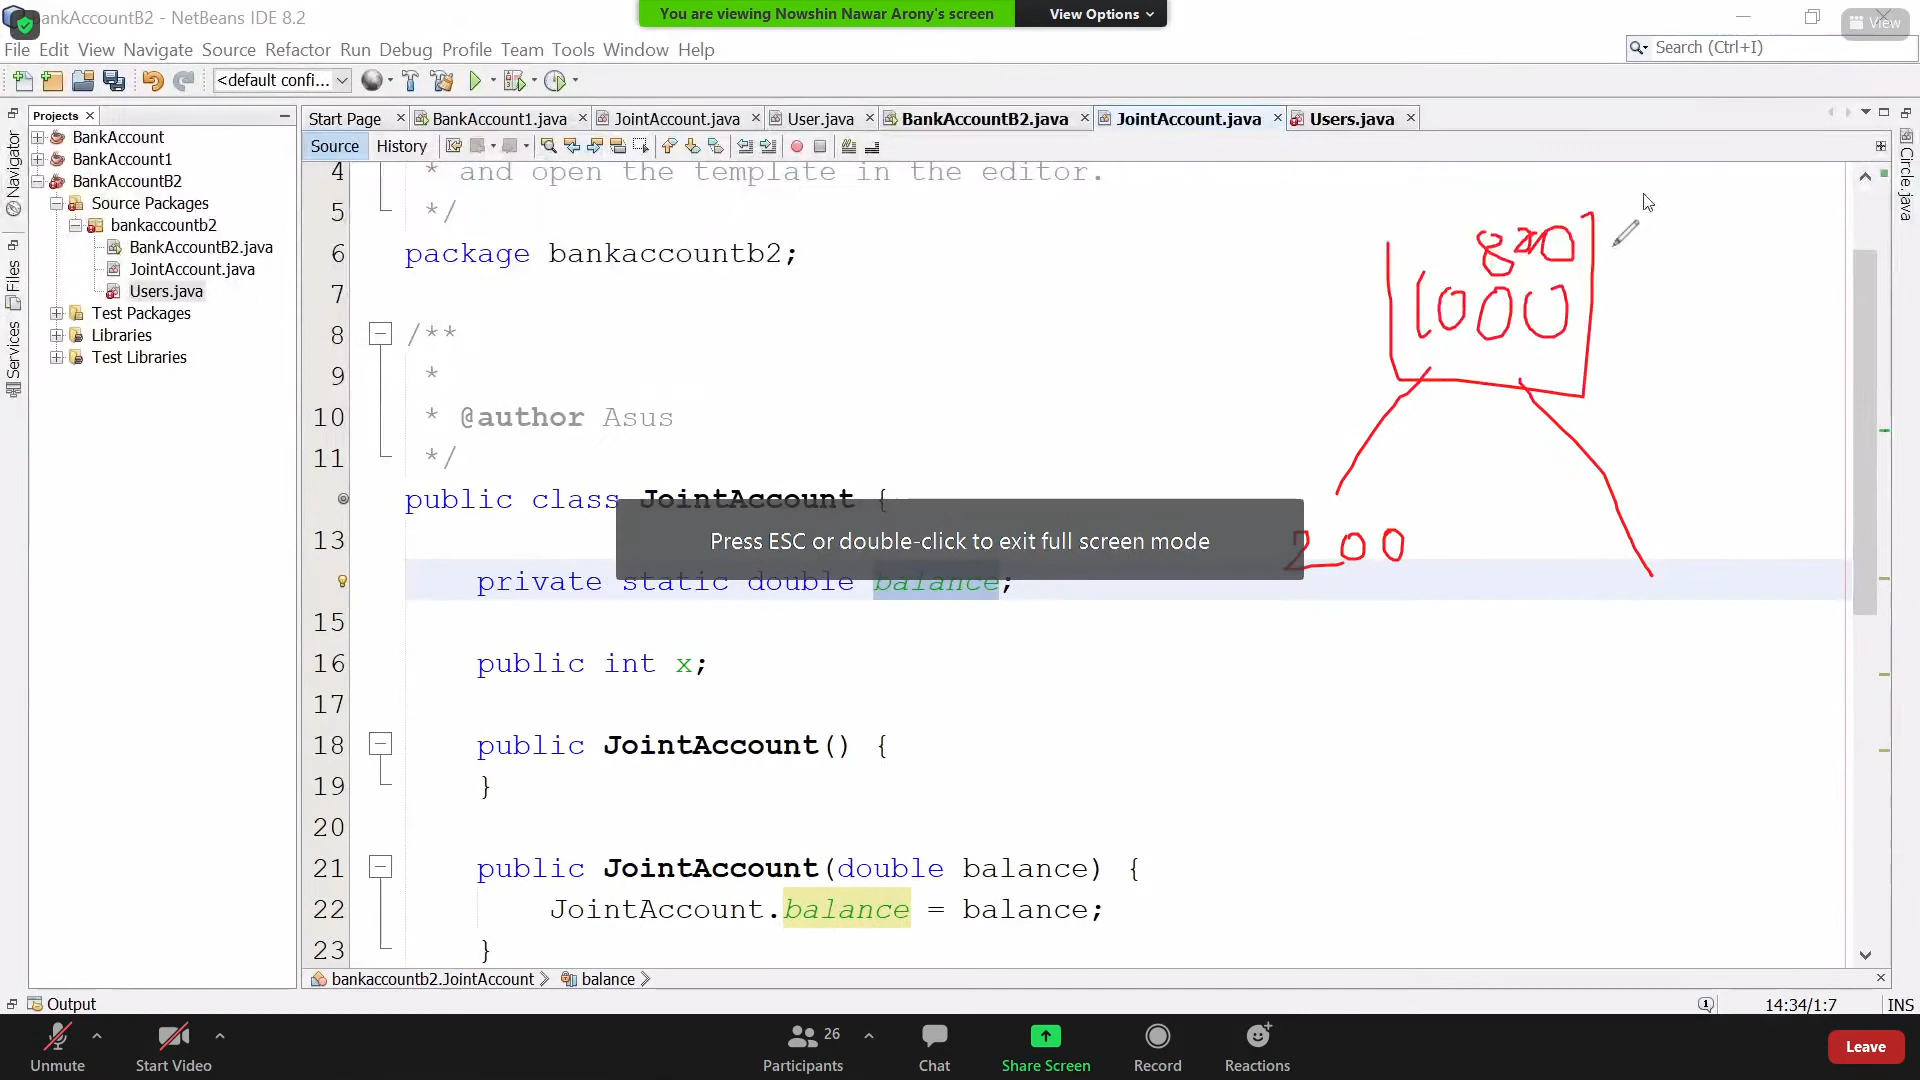 BankAccountB2 - NetBeans IDE 8.2
You are viewing Nowshin Nawar Arony's screen
View Options
View
File Edit View Navigate Source Refactor Run Debug Profile Team Tools Window Help
Search (Ctrl+I)
<default confi...
Projects
Start Page
BankAccount1.java
JointAccount.java
User.java
BankAccountB2.java
JointAccount.java
Users.java
Source History
Navigator
Files
Services
Circle.java
BankAccount
BankAccount1
BankAccountB2
Source Packages
bankaccountb2
BankAccountB2.java
JointAccount.java
Users.java
Test Packages
Libraries
Test Libraries
4 * and open the template in the editor.
5 */
6 package bankaccountb2;
7
8 /**
9 *
10 * @author Asus
11 */
public class JointAccount {
13
private static double balance;
15
16 public int x;
17
18 public JointAccount() {
19 }
20
21 public JointAccount(double balance) {
22 JointAccount.balance = balance;
23 }
1000
200
Press ESC or double-click to exit full screen mode
bankaccountb2.JointAccount
balance
Output
14:34/1:7
INS
Unmute
Start Video
Participants
26
Chat
Share Screen
Record
Reactions
Leave